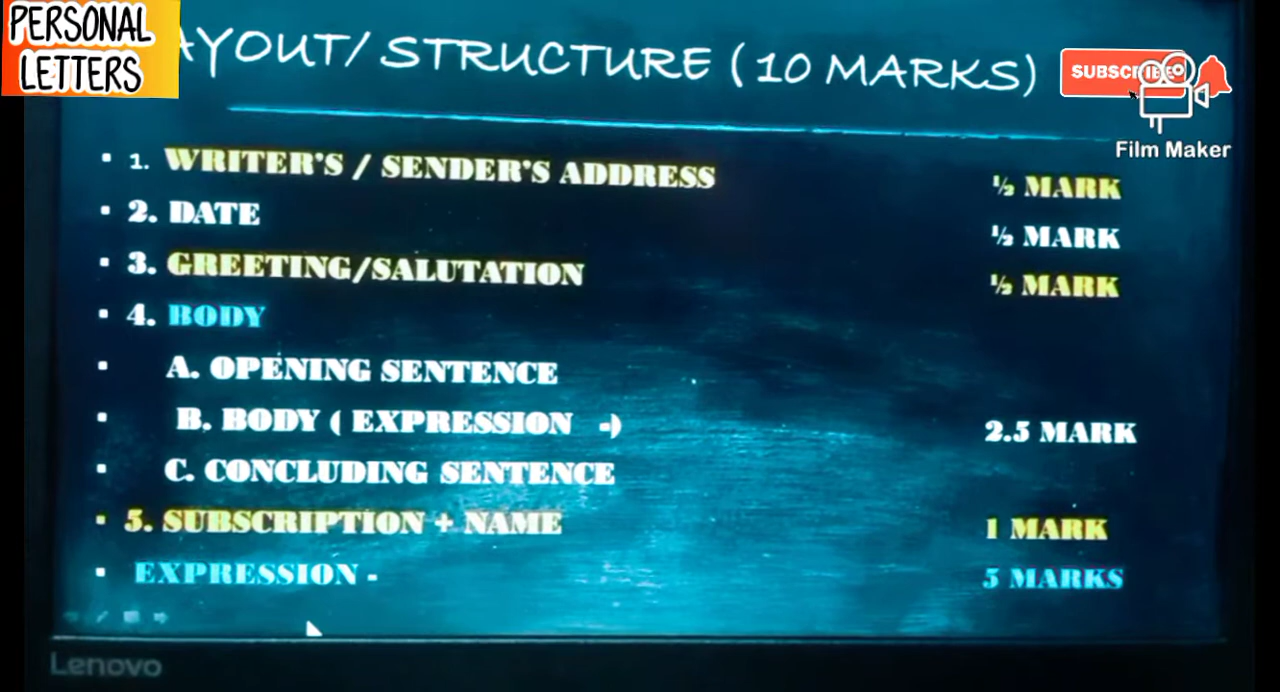 PERSONAL
LETTERS
AYOUT/ STRUCTURE (10 MARKS)
SUBSCRIBE
Film Maker
1. WRITER'S / SENDER'S ADDRESS ½ MARK
2. DATE ½ MARK
3. GREETING/SALUTATION ½ MARK
4. BODY
A. OPENING SENTENCE
B. BODY ( EXPRESSION -) 2.5 MARK
C. CONCLUDING SENTENCE
5. SUBSCRIPTION + NAME 1 MARK
EXPRESSION - 5 MARKS
Lenovo